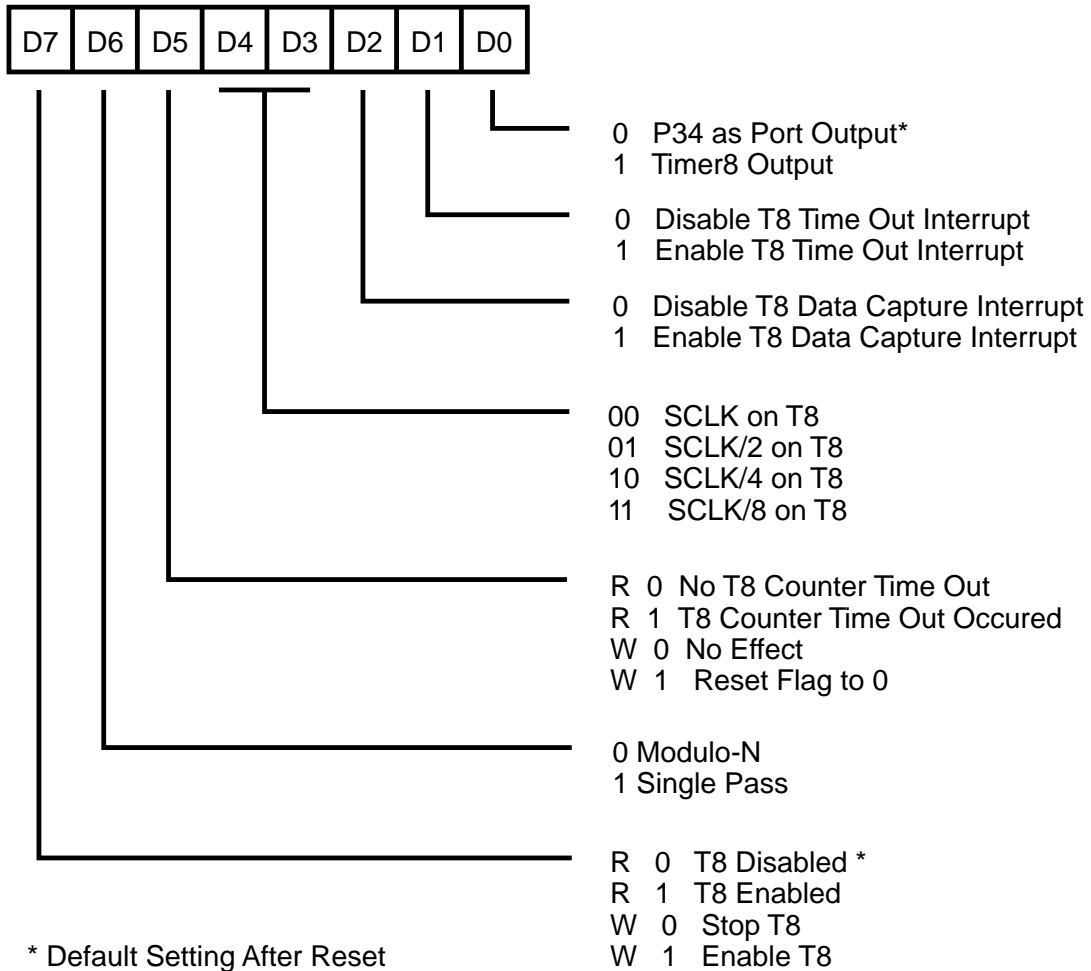 D7 D6 D5 D4 D3 D2 D1 D0
0 P34 as Port Output*
1 Timer8 Output
0 Disable T8 Time Out Interrupt
1 Enable T8 Time Out Interrupt
0 Disable T8 Data Capture Interrupt
1 Enable T8 Data Capture Interrupt
00 SCLK on T8
01 SCLK/2 on T8
10 SCLK/4 on T8
11 SCLK/8 on T8
R 0 No T8 Counter Time Out
R 1 T8 Counter Time Out Occured
W 0 No Effect
W 1 Reset Flag to 0
0 Modulo-N
1 Single Pass
R 0 T8 Disabled *
R 1 T8 Enabled
W 0 Stop T8
W 1 Enable T8
* Default Setting After Reset